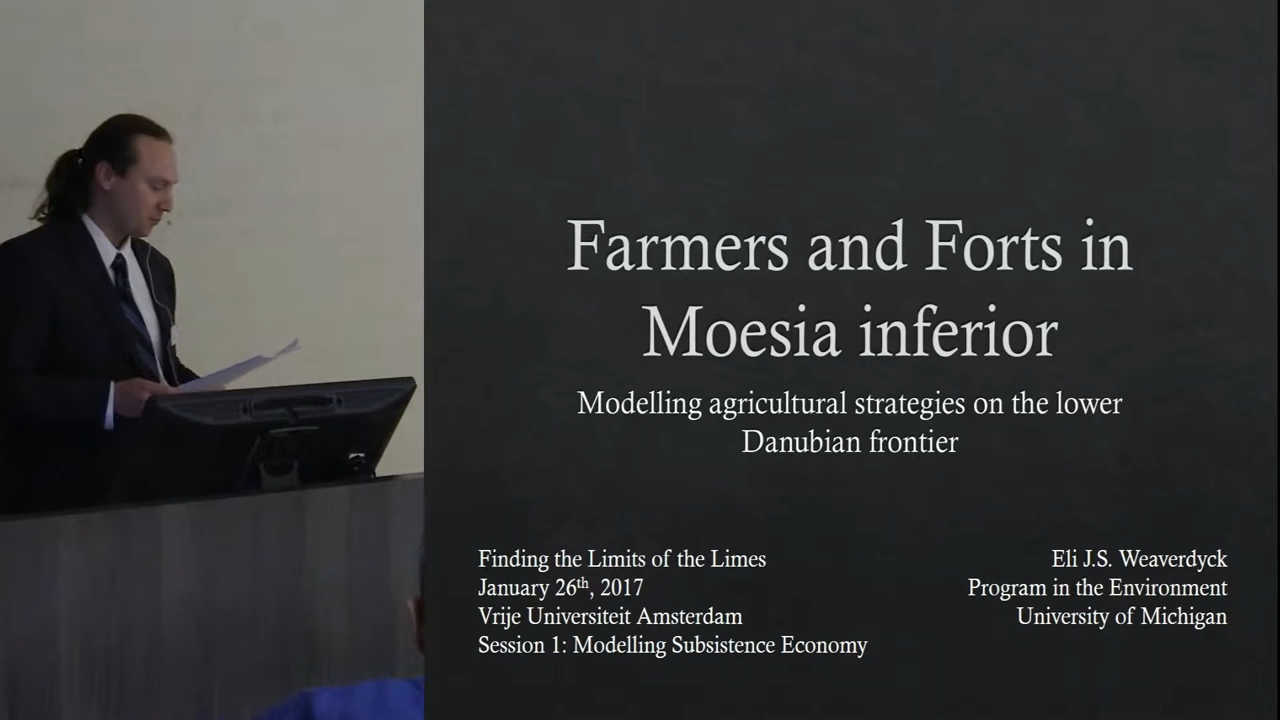 Farmers and Forts in
Moesia inferior
Modelling agricultural strategies on the lower
Danubian frontier
Finding the Limits of the Limes
January 26th, 2017
Vrije Universiteit Amsterdam
Session 1: Modelling Subsistence Economy
Eli J.S. Weaverdyck
Program in the Environment
University of Michigan